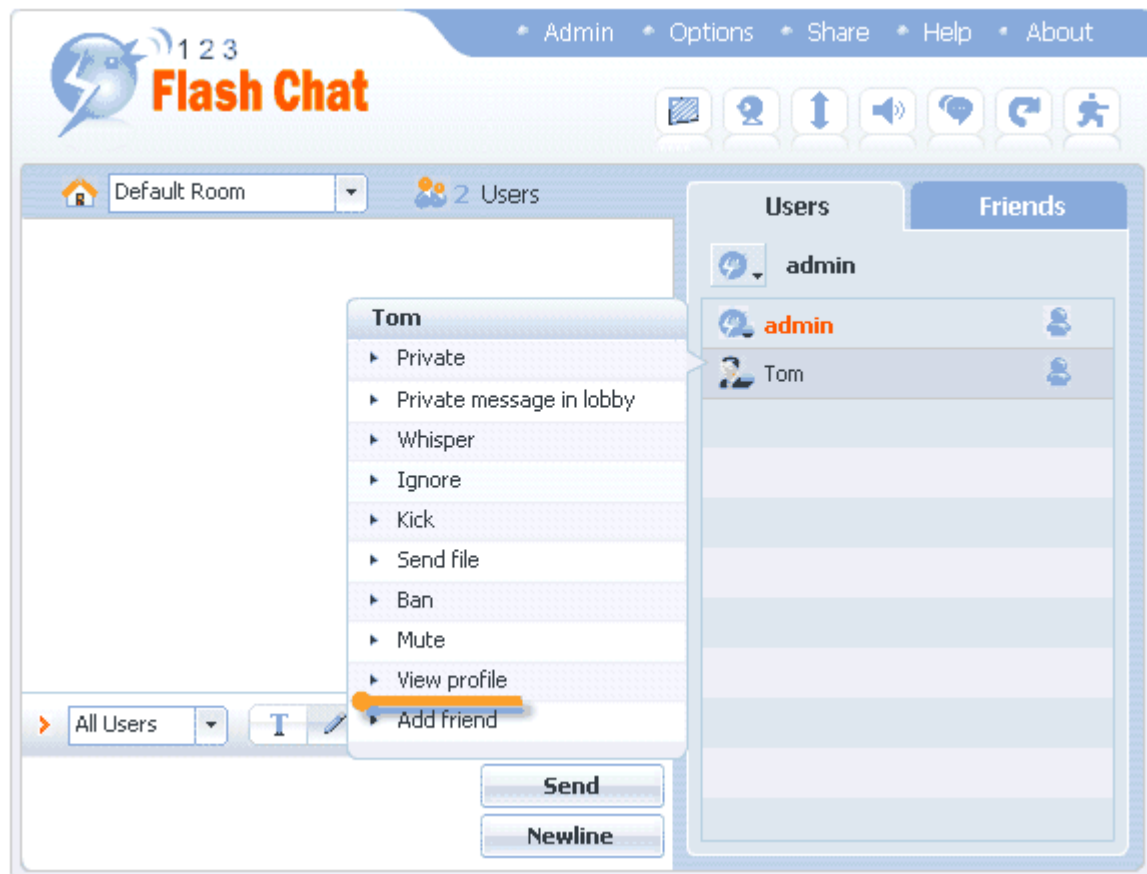 Admin Options Share Help About
123
Flash Chat
Default Room
2 Users
Users Friends
admin
admin
Tom
Tom
Private
Private message in lobby
Whisper
Ignore
Kick
Send file
Ban
Mute
View profile
Add friend
All Users
T
Send
Newline